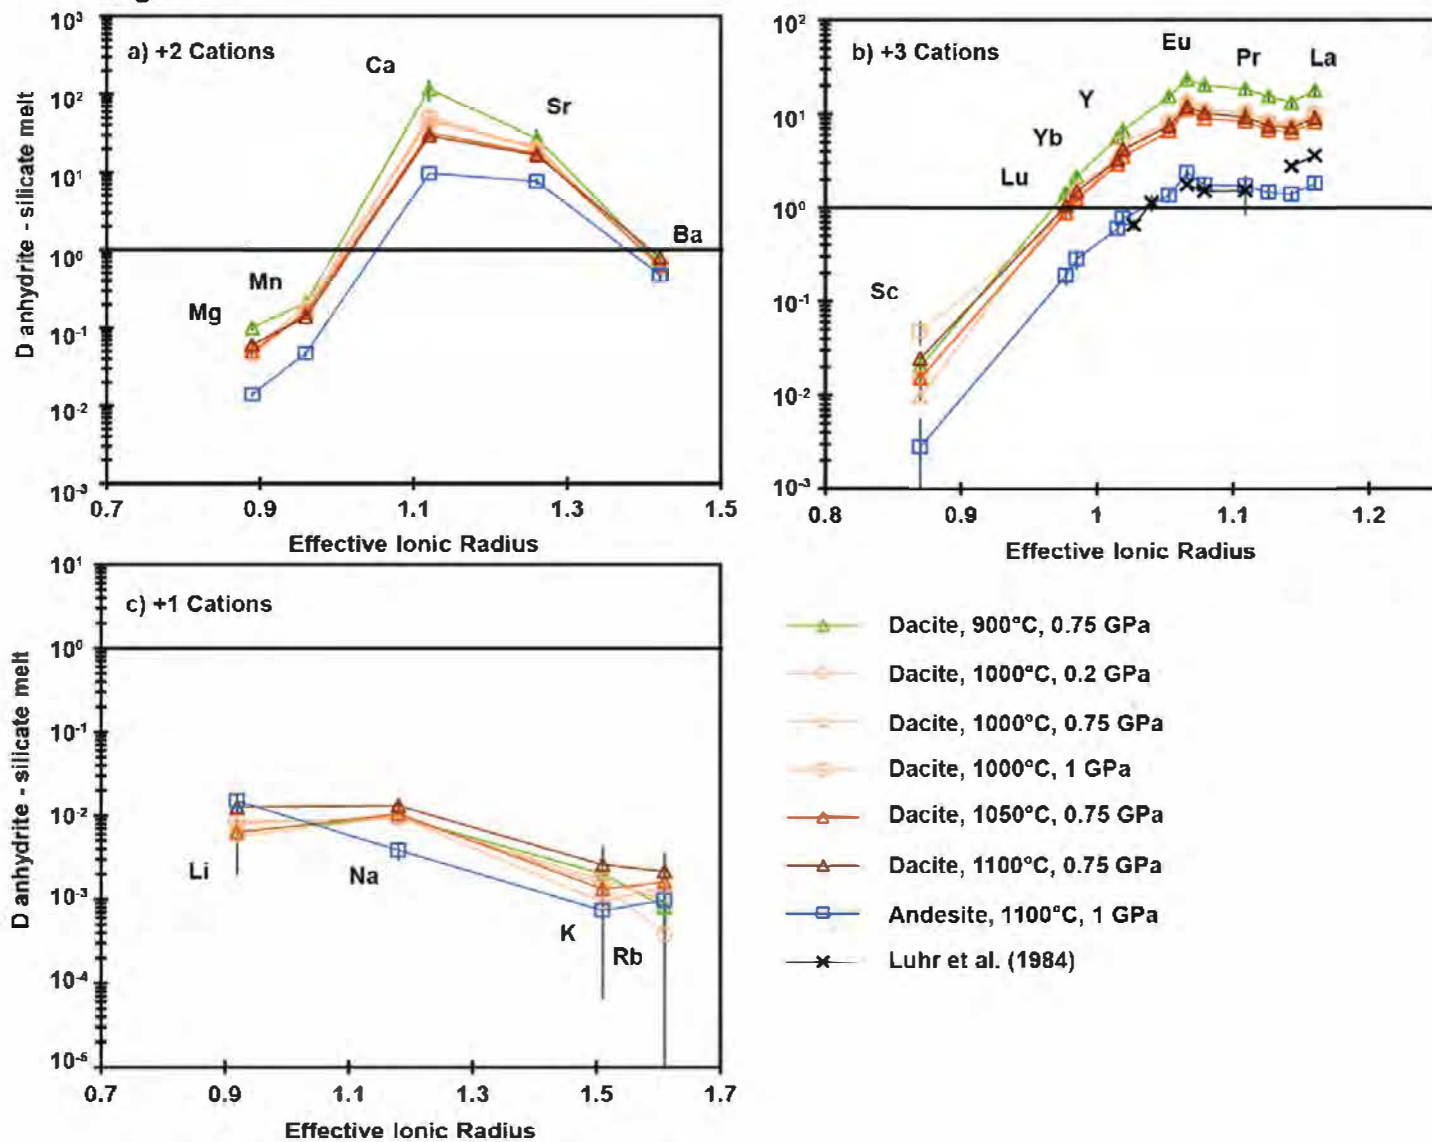 a) +2 Cations
D anhydrite - silicate melt
10³
10²
10¹
10⁰
10⁻¹
10⁻²
10⁻³
Mg
Mn
Ca
Sr
Ba
0.7 0.9 1.1 1.3 1.5
Effective Ionic Radius
b) +3 Cations
10²
10¹
10⁰
10⁻¹
10⁻²
10⁻³
Sc
Lu
Yb
Y
Eu
Pr
La
0.8 0.9 1 1.1 1.2
Effective Ionic Radius
c) +1 Cations
D anhydrite - silicate melt
10¹
10⁰
10⁻¹
10⁻²
10⁻³
10⁻⁴
Li
Na
K
Rb
0.7 0.9 1.1 1.3 1.5 1.7
Effective Ionic Radius
Dacite, 900°C, 0.75 GPa
Dacite, 1000°C, 0.2 GPa
Dacite, 1000°C, 0.75 GPa
Dacite, 1000°C, 1 GPa
Dacite, 1050°C, 0.75 GPa
Dacite, 1100°C, 0.75 GPa
Andesite, 1100°C, 1 GPa
Luhr et al. (1984)